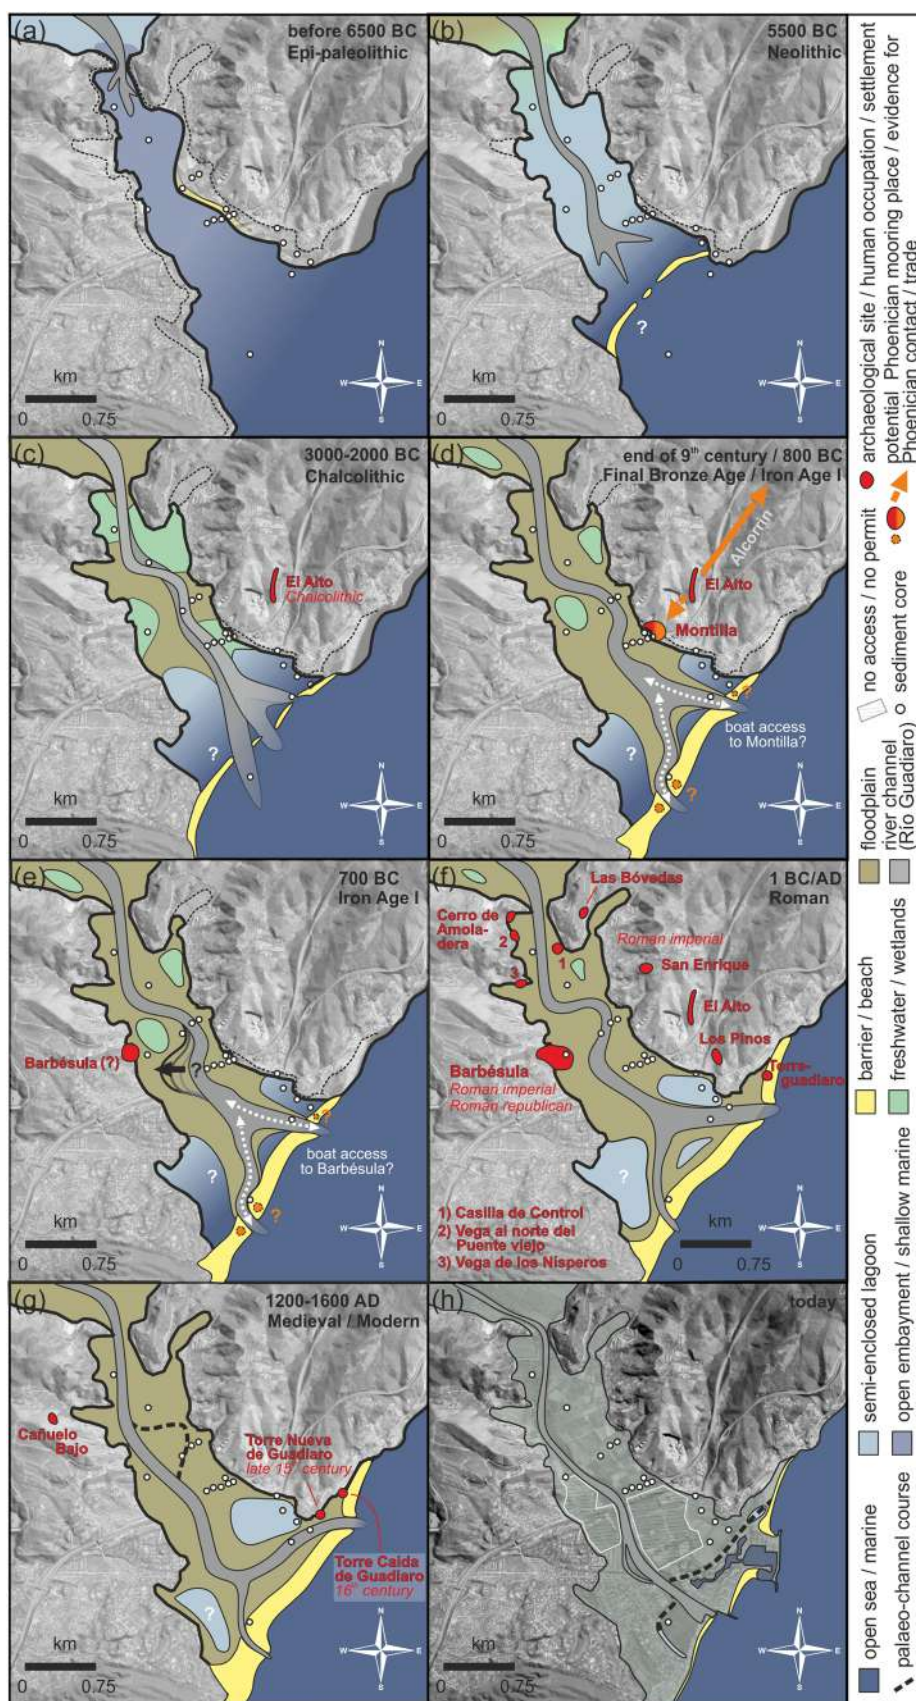 (a)
before 6500 BC
Epi-paleolithic
km
0 0.75
N
W E
S
(b)
5500 BC
Neolithic
?
km
0 0.75
N
W E
S
(c)
3000-2000 BC
Chalcolithic
El Alto
Chalcolithic
?
km
0 0.75
N
W E
S
(d)
end of 9th century / 800 BC
Final Bronze Age / Iron Age I
Alcorrín
El Alto
Montilla
?
boat access
to Montilla?
?
?
km
0 0.75
N
W E
S
(e)
700 BC
Iron Age I
Barbésula (?)
?
?
boat access
to Barbésula?
?
?
km
0 0.75
N
W E
S
(f)
1 BC/AD
Roman
Las Bóvedas
Cerro de
Amola-
dera
2
1
Roman imperial
San Enrique
3
El Alto
Los Pinos
Barbésula
Roman imperial
Roman republican
Torre-
guadiaro
?
1) Casilla de Control
2) Vega al norte del
Puente viejo
3) Vega de los Nísperos
km
0 0.75
N
W E
S
(g)
1200-1600 AD
Medieval / Modern
Cañuelo
Bajo
Torre Nueva
de Guadiaro
late 15th century
Torre Caida
de Guadiaro
16th century
?
km
0 0.75
N
W E
S
(h)
today
km
0 0.75
N
W E
S
open sea / marine
palaeo-channel course
semi-enclosed lagoon
open embayment / shallow marine
barrier / beach
freshwater / wetlands
floodplain
river channel
(Río Guadiaro)
no access / no permit
sediment core
archaeological site / human occupation / settlement
potential Phoenician mooring place / evidence for
Phoenician contact / trade